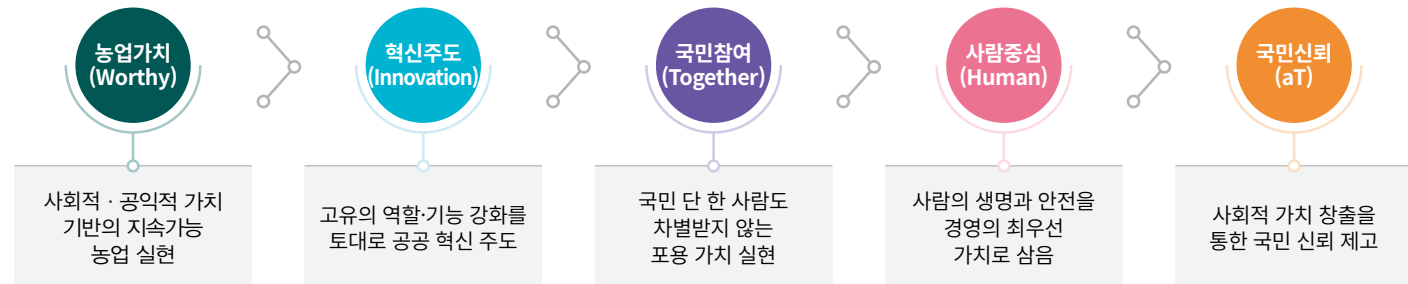 농업가치
(Worthy)
사회적 · 공익적 가치
기반의 지속가능
농업 실현
혁신주도
(Innovation)
고유의 역할·기능 강화를
토대로 공공 혁신 주도
국민참여
(Together)
국민 단 한 사람도
차별받지 않는
포용 가치 실현
사람중심
(Human)
사람의 생명과 안전을
경영의 최우선
가치로 삼음
국민신뢰
(aT)
사회적 가치 창출을
통한 국민 신뢰 제고